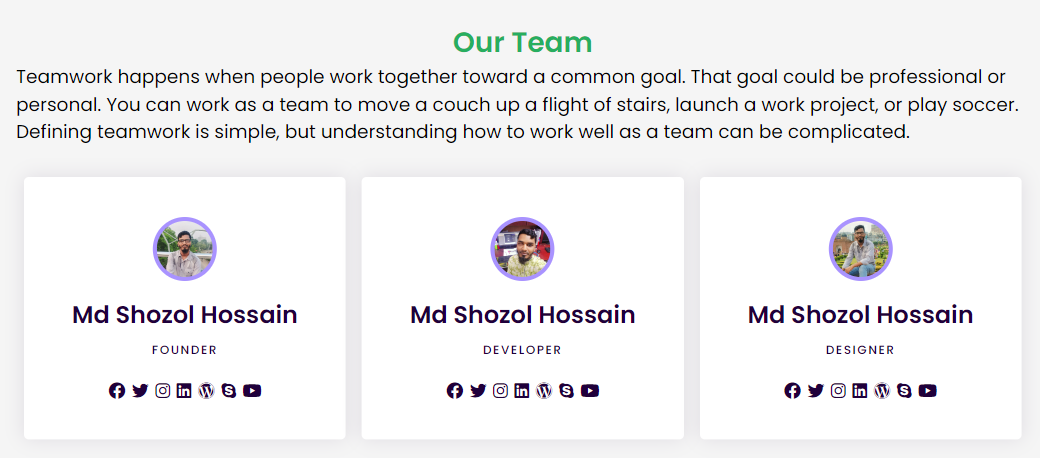 Our Team
Teamwork happens when people work together toward a common goal. That goal could be professional or
personal. You can work as a team to move a couch up a flight of stairs, launch a work project, or play soccer.
Defining teamwork is simple, but understanding how to work well as a team can be complicated.
Md Shozol Hossain
FOUNDER
Md Shozol Hossain
DEVELOPER
Md Shozol Hossain
DESIGNER